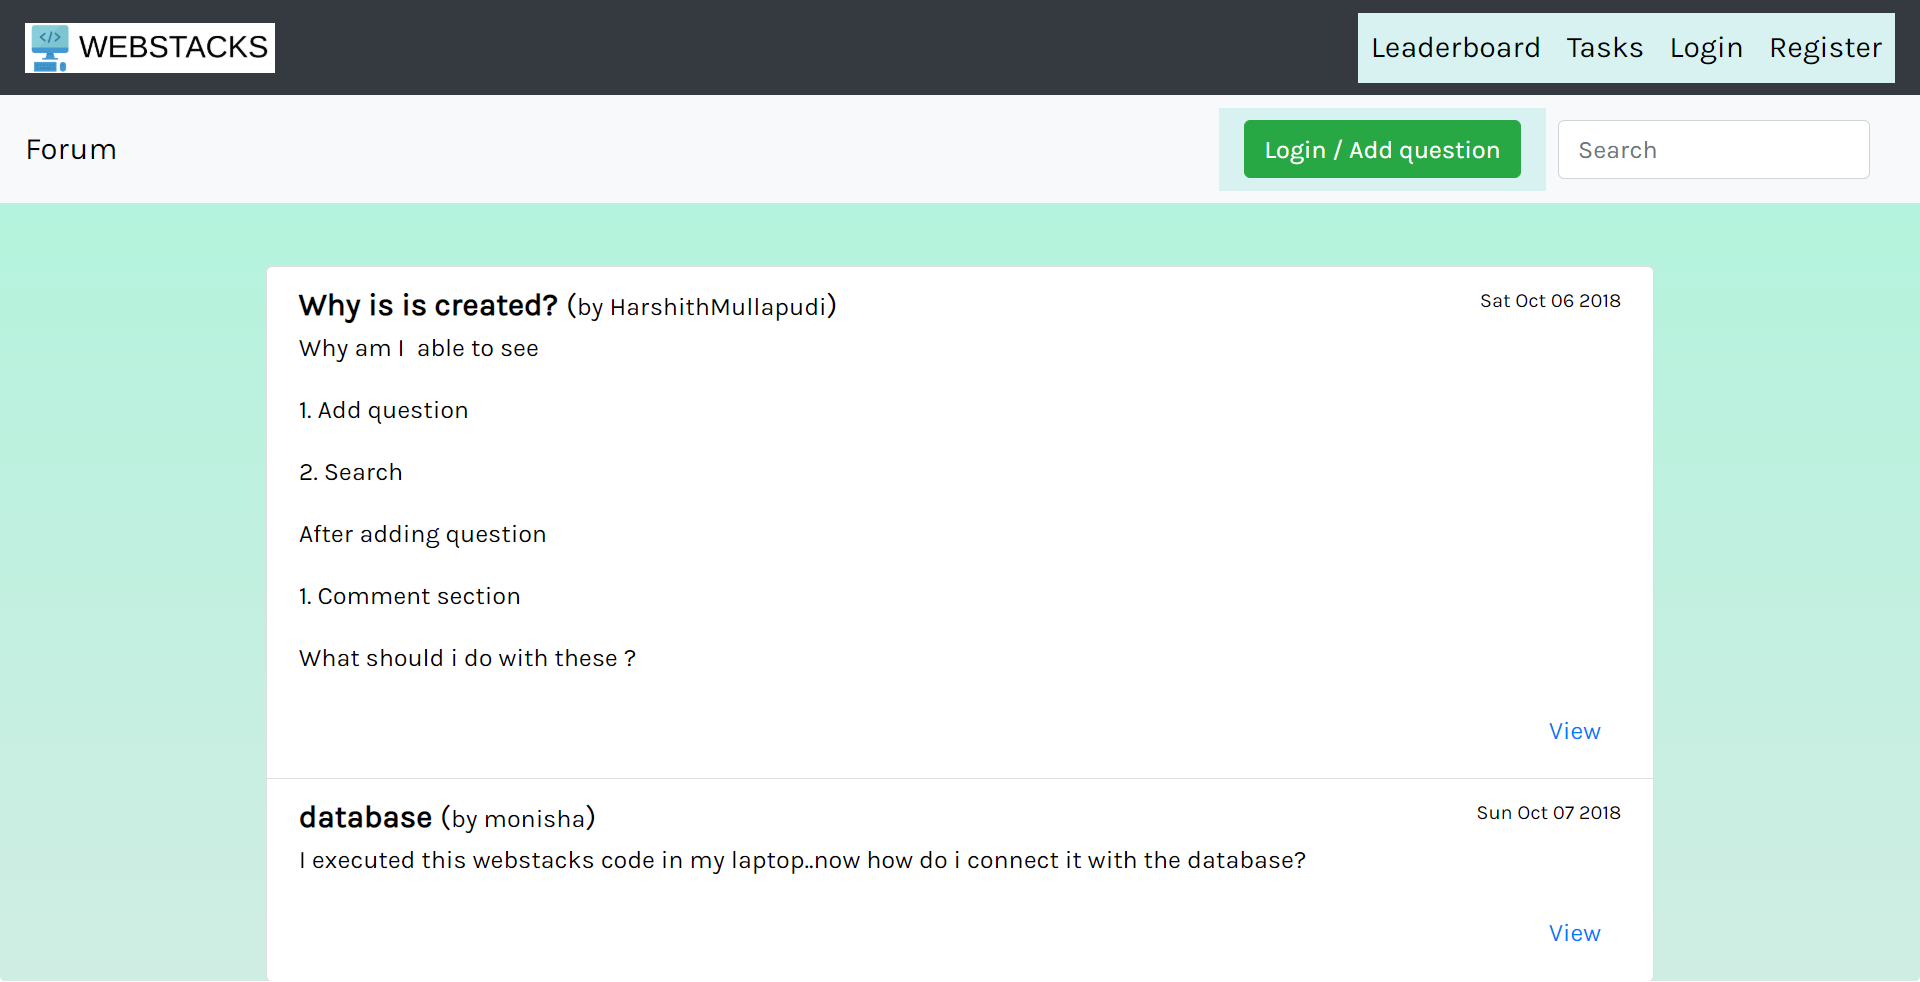 </> WEBSTACKS
Leaderboard Tasks Login Register
Forum
Login / Add question
Search
Why is is created? (by HarshithMullapudi)
Sat Oct 06 2018
Why am I  able to see
1. Add question
2. Search
After adding question
1. Comment section
What should i do with these ?
View
database (by monisha)
Sun Oct 07 2018
I executed this webstacks code in my laptop..now how do i connect it with the database?
View